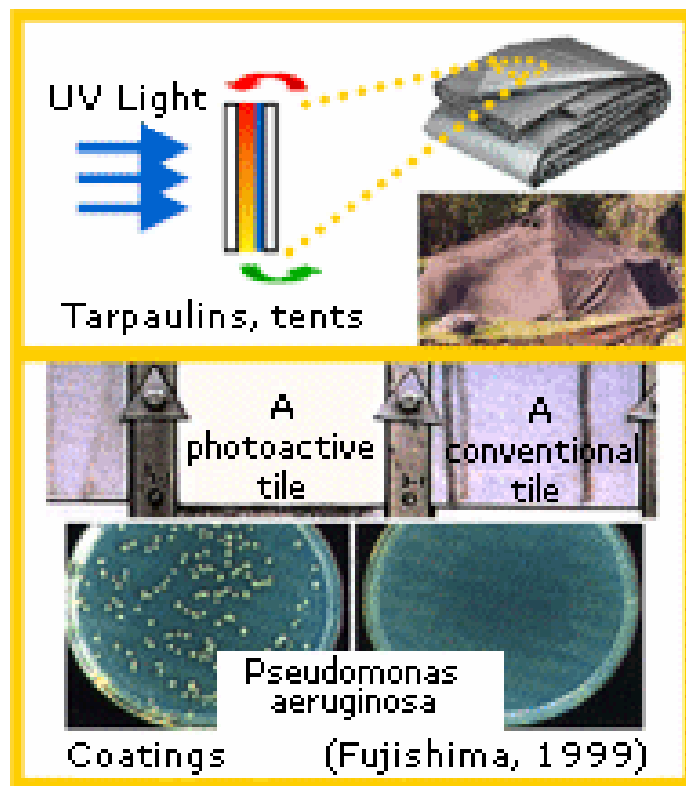 UV Light
Tarpaulins, tents
A
photoactive
tile
A
conventional
tile
Pseudomonas
aeruginosa
Coatings (Fujishima, 1999)